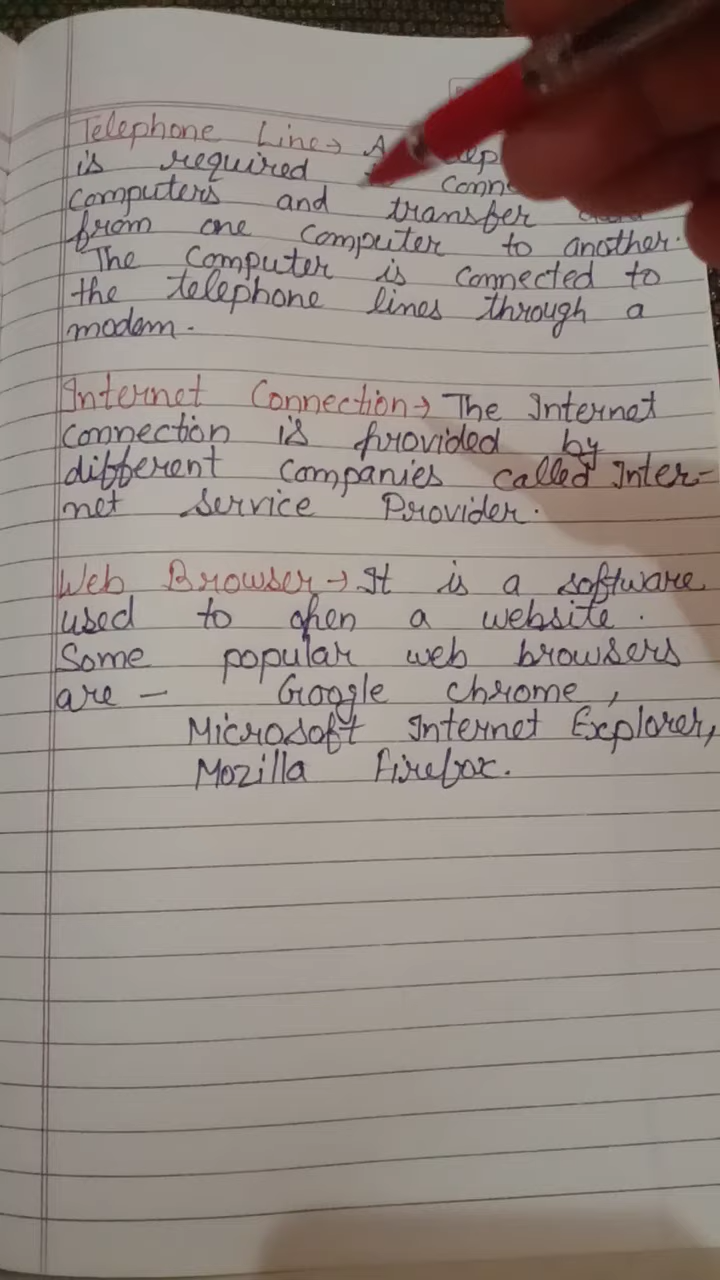 Telephone Line → A
is required conne
computers and transfer
from one computer to another.
The computer is connected to
the telephone lines through a
modem.
Internet Connection → The Internet
connection is provided by
different companies called Inter-
net Service Provider.
Web Browser → It is a software
used to open a website.
Some popular web browsers
are - Google Chrome,
Microsoft Internet Explorer,
Mozilla Firefox.